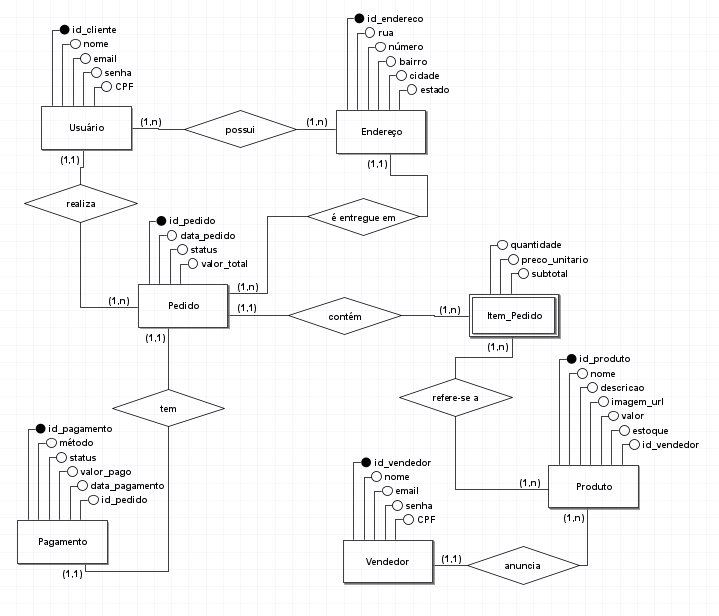 id_cliente
nome
email
senha
CPF
Usuário
(1,n)
possui
(1,n)
id_endereco
rua
número
bairro
cidade
estado
Endereço
(1,1)
realiza
(1,1)
é entregue em
id_pedido
data_pedido
status
valor_total
(1,n)
Pedido
(1,n)
(1,1)
contém
(1,n)
quantidade
preco_unitario
subtotal
Item_Pedido
(1,1)
(1,n)
tem
refere-se a
id_produto
nome
descricao
imagem_url
valor
estoque
id_vendedor
(1,n)
Produto
(1,n)
id_pagamento
método
status
valor_pago
data_pagamento
id_pedido
Pagamento
(1,1)
id_vendedor
nome
email
senha
CPF
Vendedor
(1,1)
anuncia